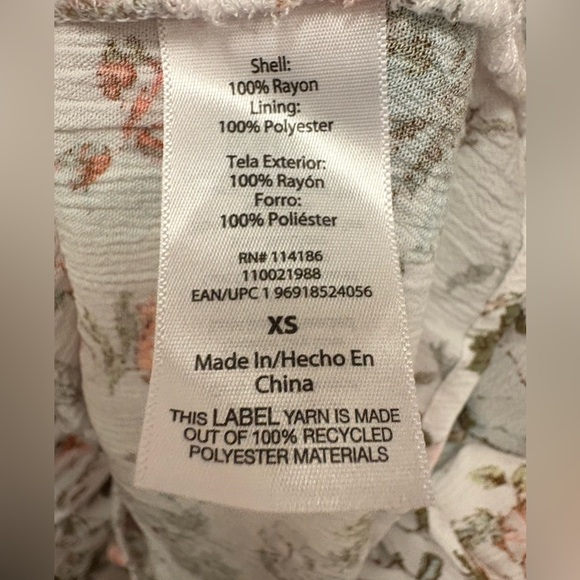 Shell:
100% Rayon
Lining:
100% Polyester
Tela Exterior:
100% Rayón
Forro:
100% Poliéster
RN# 114186
110021988
EAN/UPC 1 96918524056
XS
Made In/Hecho En
China
THIS LABEL YARN IS MADE
OUT OF 100% RECYCLED
POLYESTER MATERIALS